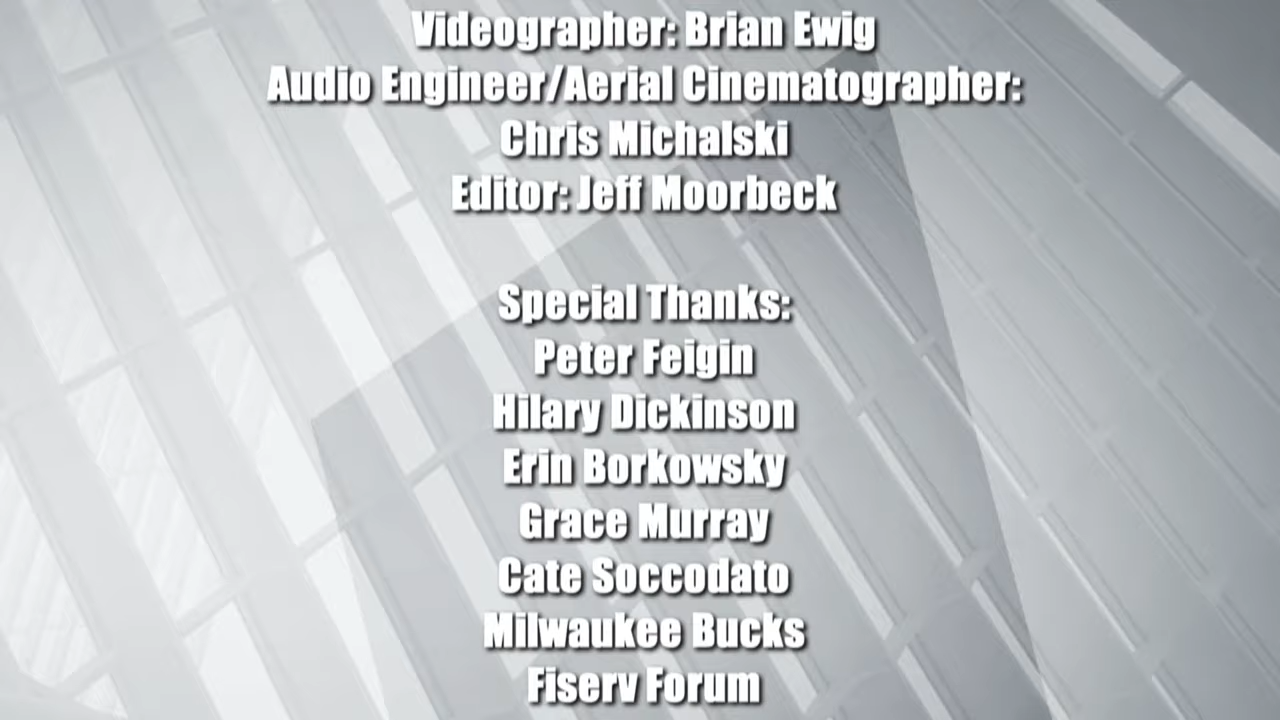 Videographer: Brian Ewig
Audio Engineer/Aerial Cinematographer:
Chris Michalski
Editor: Jeff Moorbeck
Special Thanks:
Peter Feigin
Hilary Dickinson
Erin Borkowsky
Grace Murray
Cate Soccodato
Milwaukee Bucks
Fiserv Forum